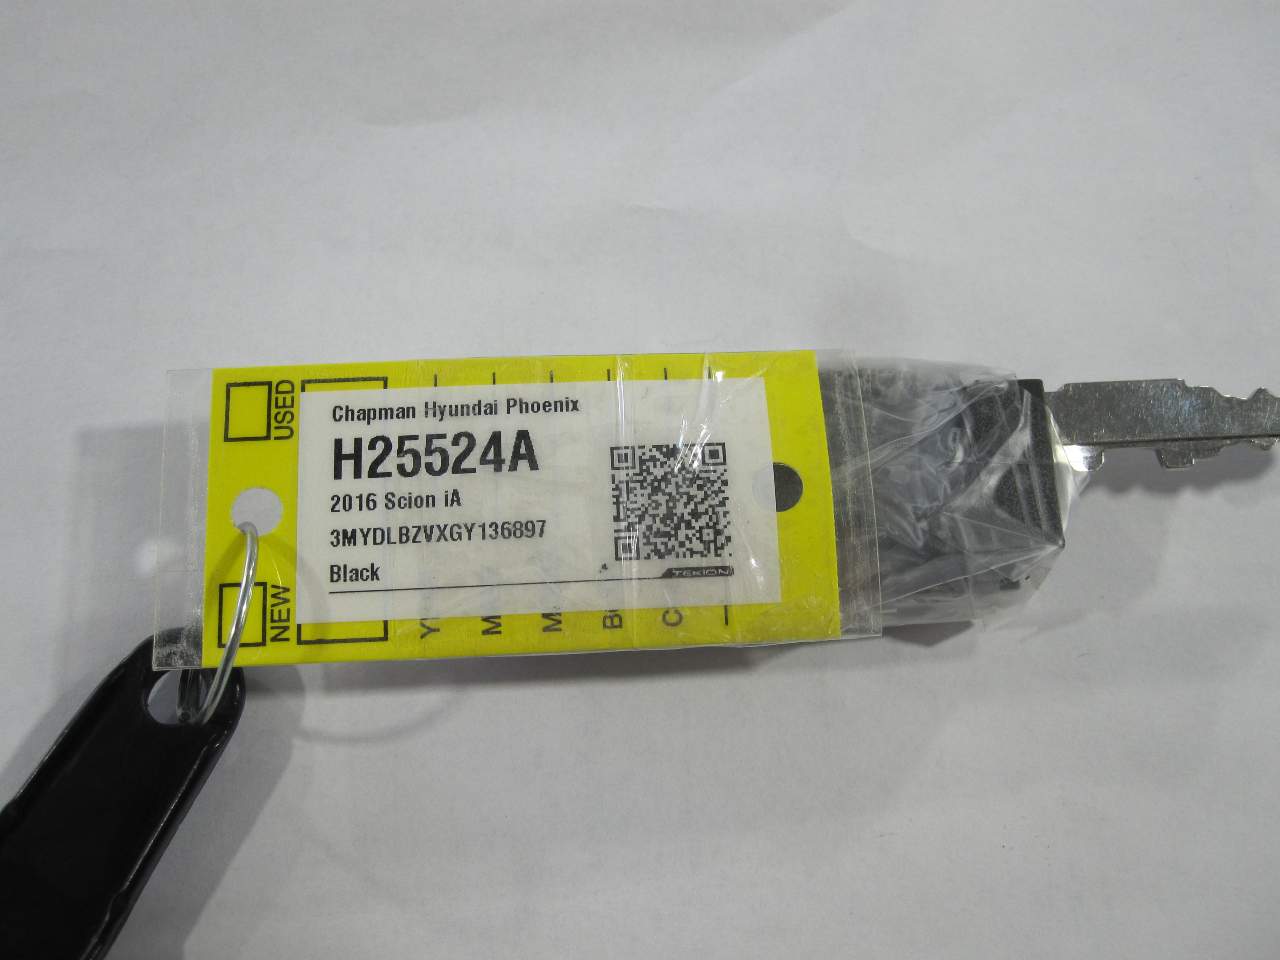 Chapman Hyundai Phoenix
H25524A
2016 Scion iA
3MYDLBZVXGY136897
Black
TEKION
USED
NEW